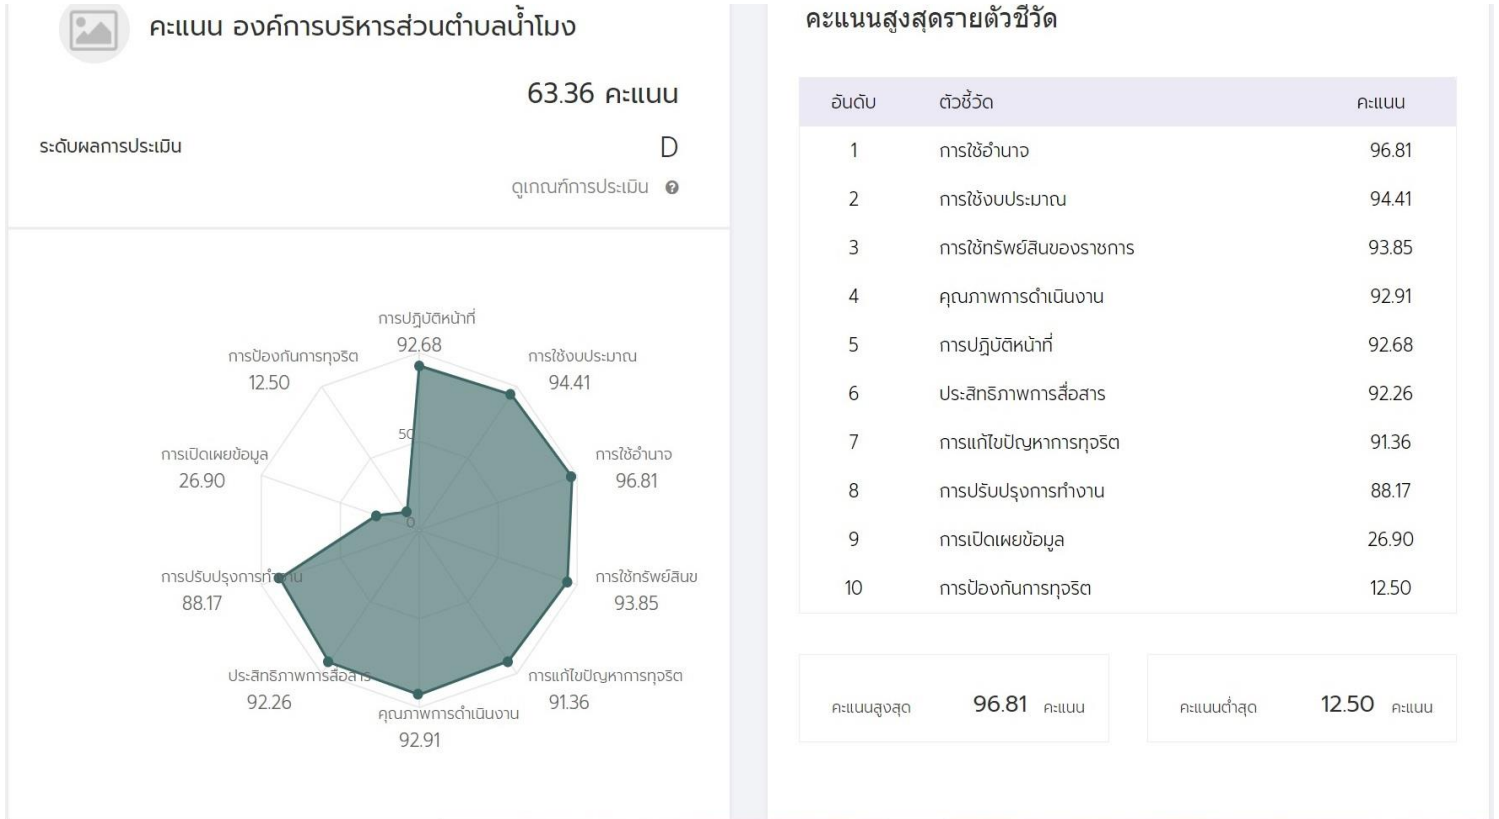 คะแนน องค์การบริหารส่วนตำบลน้ำโมง
63.36 คะแนน
ระดับผลการประเมิน D
ดูเกณฑ์การประเมิน
การปฏิบัติหน้าที่
92.68
การใช้งบประมาณ
94.41
การใช้อำนาจ
96.81
การใช้ทรัพย์สินข
93.85
การแก้ไขปัญหาการทุจริต
91.36
คุณภาพการดำเนินงาน
92.91
ประสิทธิภาพการสื่อสาร
92.26
การปรับปรุงการทำงาน
88.17
การเปิดเผยข้อมูล
26.90
การป้องกันการทุจริต
12.50
50
0
คะแนนสูงสุดรายตัวชี้วัด
อันดับ ตัวชี้วัด คะแนน
1 การใช้อำนาจ 96.81
2 การใช้งบประมาณ 94.41
3 การใช้ทรัพย์สินของราชการ 93.85
4 คุณภาพการดำเนินงาน 92.91
5 การปฏิบัติหน้าที่ 92.68
6 ประสิทธิภาพการสื่อสาร 92.26
7 การแก้ไขปัญหาการทุจริต 91.36
8 การปรับปรุงการทำงาน 88.17
9 การเปิดเผยข้อมูล 26.90
10 การป้องกันการทุจริต 12.50
คะแนนสูงสุด 96.81 คะแนน
คะแนนต่ำสุด 12.50 คะแนน